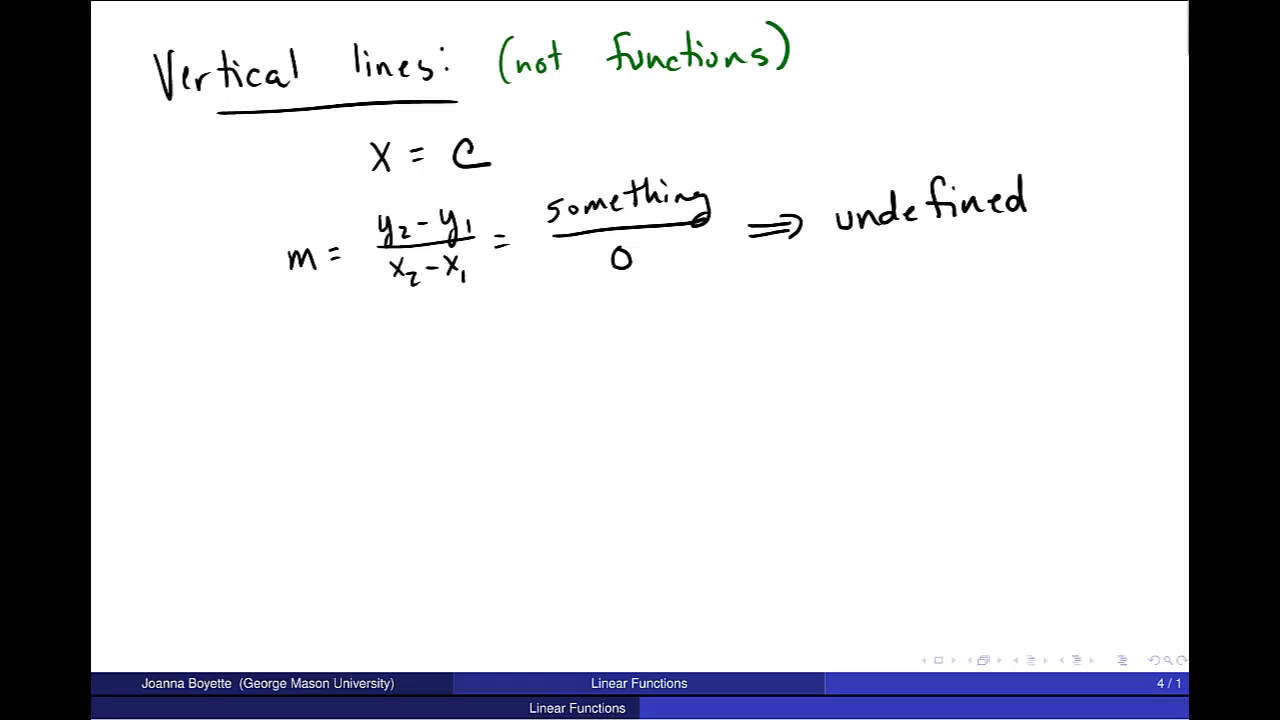 Vertical lines: (not functions)
x = c
m = y₂ - y₁ / x₂ - x₁ = something / 0 ⟹ undefined
Joanna Boyette (George Mason University) Linear Functions 4 / 1
Linear Functions